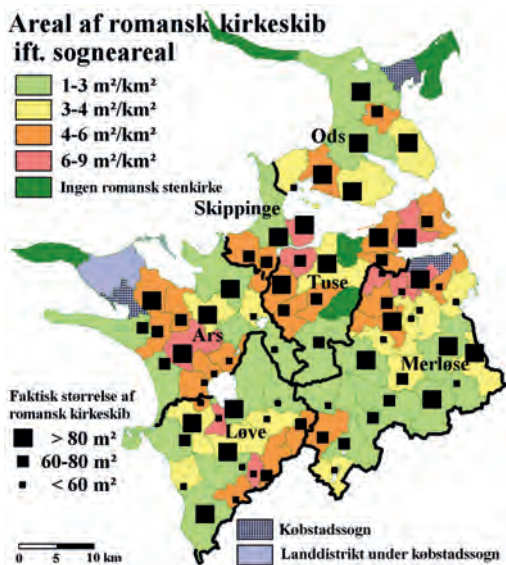 Areal af romansk kirkeskib
ift. sogneareal
1-3 m²/km²
3-4 m²/km²
4-6 m²/km²
6-9 m²/km²
Ingen romansk stenkirke
Ods
Skippinge
Tuse
Ars
Merløse
Løve
Faktisk størrelse af
romansk kirkeskib
> 80 m²
60-80 m²
< 60 m²
0 5 10 km
Købstadssogn
Landdistrikt under købstadssogn